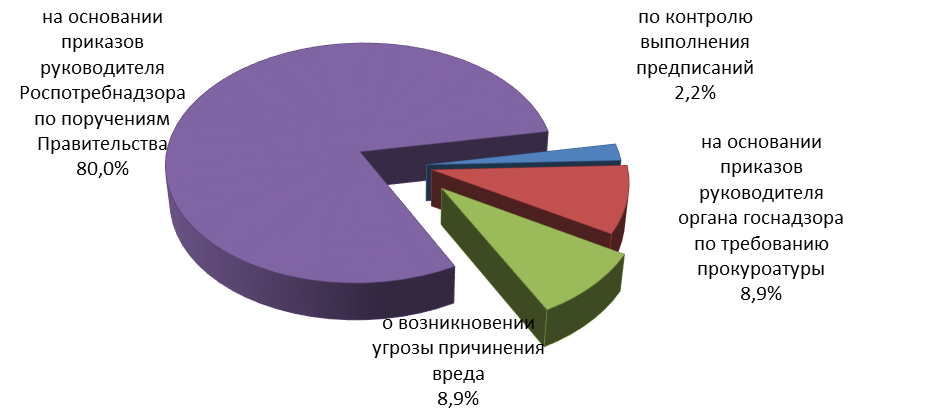 на основании
приказов
руководителя
Роспотребнадзора
по поручениям
Правительства
80,0%
по контролю
выполнения
предписаний
2,2%
на основании
приказов
руководителя
органа госнадзора
по требованию
прокуроатуры
8,9%
о возникновении
угрозы причинения
вреда
8,9%